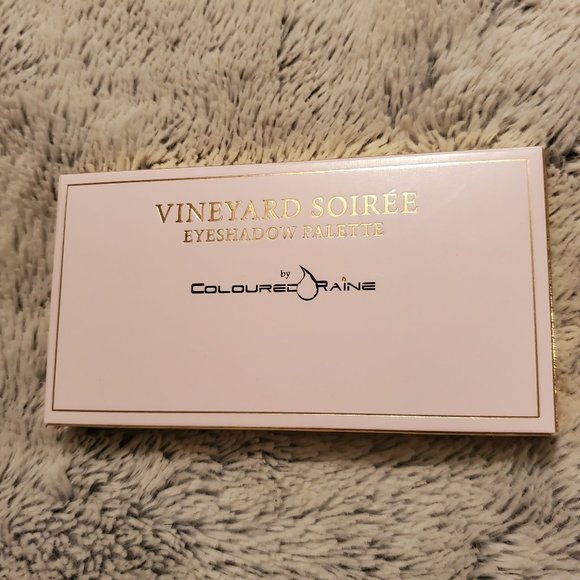 VINEYARD SOIRÉE
EYESHADOW PALETTE
by
COLOURED RAINE